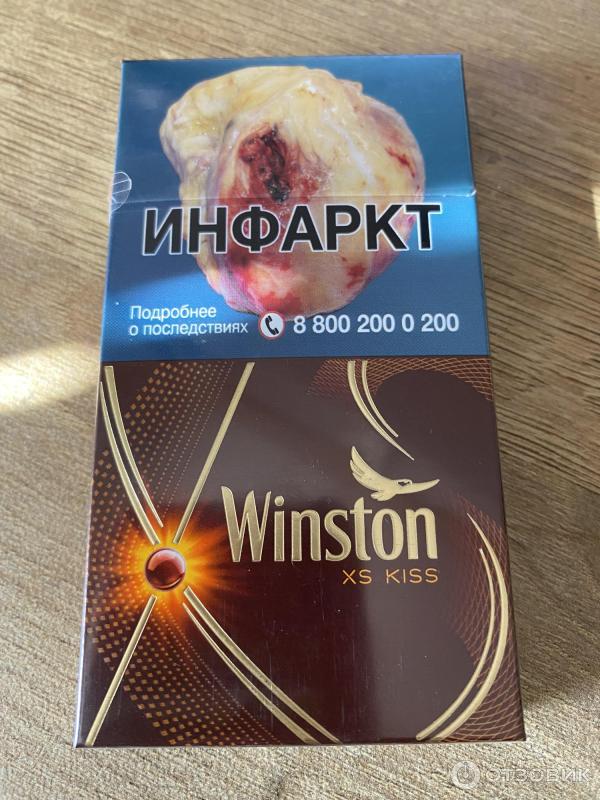 ИНФАРКТ
Подробнее
о последствиях 8 800 200 0 200
Winston
XS KISS
ОТЗОВИК